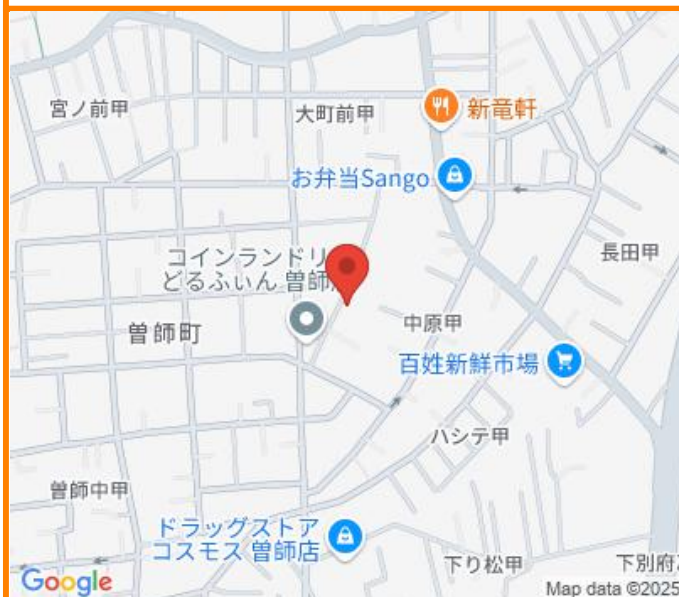 宮ノ前甲
大町前甲
新竜軒
お弁当Sango
コインランドリ
どるふぃん 曽師
長田甲
曽師町
中原甲
百姓新鮮市場
ハシテ甲
曽師中甲
ドラッグストア
コスモス 曽師店
下り松甲
下別府
Google
Map data ©2025